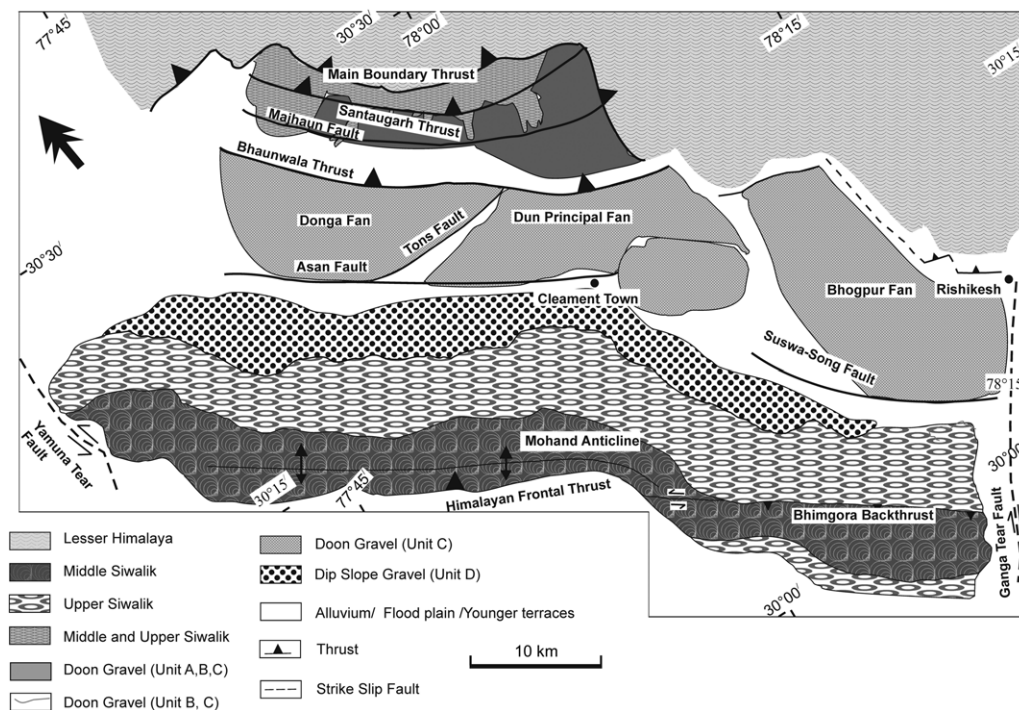 77°45′
30°30′
78°00′
78°15′
30°15′
Main Boundary Thrust
Santaugarh Thrust
Majhaun Fault
Bhaunwala Thrust
Donga Fan
Tons Fault
Dun Principal Fan
30°30′
Asan Fault
Cleament Town
Bhogpur Fan
Rishikesh
Suswa-Song Fault
78°15′
Yamuna Tear
Fault
Mohand Anticline
30°00′
30°15′
77°45′
Himalayan Frontal Thrust
Bhimgora Backthrust
Ganga Tear Fault
30°00′
Lesser Himalaya
Middle Siwalik
Upper Siwalik
Middle and Upper Siwalik
Doon Gravel (Unit A,B,C)
Doon Gravel (Unit B, C)
Doon Gravel (Unit C)
Dip Slope Gravel (Unit D)
Alluvium/ Flood plain /Younger terraces
Thrust
Strike Slip Fault
10 km